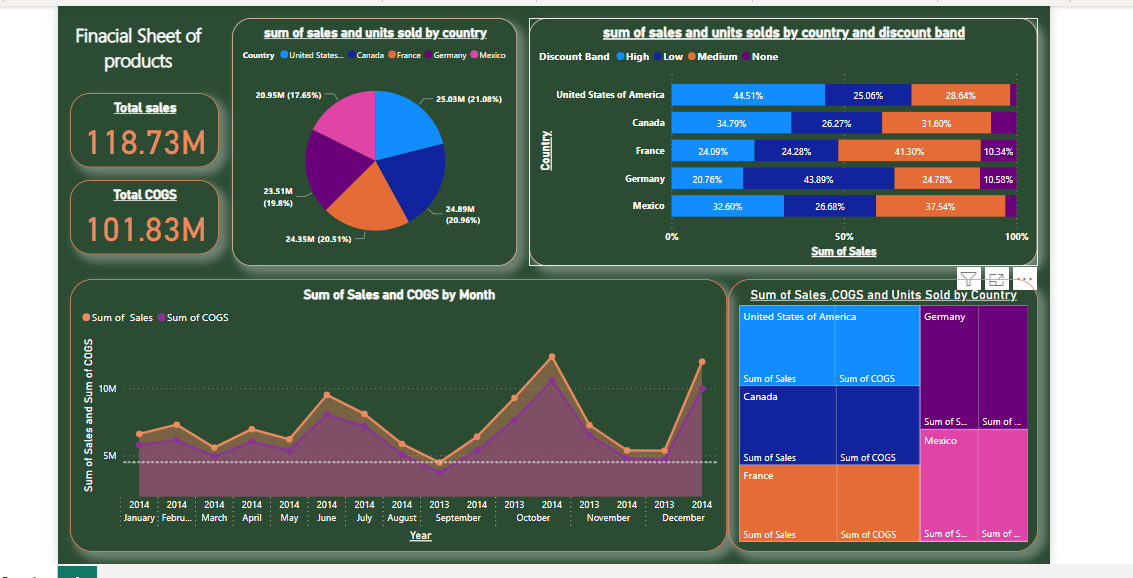 Finacial Sheet of
products
Total sales
118.73M
Total COGS
101.83M
sum of sales and units sold by country
Country United States... Canada France Germany Mexico
20.95M (17.65%)
25.03M (21.08%)
23.51M
(19.8%)
24.89M
(20.96%)
24.35M (20.51%)
sum of sales and units solds by country and discount band
Discount Band High Low Medium None
Country
United States of America 44.51% 25.06% 28.64%
Canada 34.79% 26.27% 31.60%
France 24.09% 24.28% 41.30% 10.34%
Germany 20.76% 43.89% 24.78% 10.58%
Mexico 32.60% 26.68% 37.54%
0% 50% 100%
Sum of Sales
Sum of Sales and COGS by Month
Sum of Sales Sum of COGS
Sum of Sales and Sum of COGS
10M
5M
2014 2014 2014 2014 2014 2014 2014 2014 2013 2014 2013 2014 2013 2014 2013 2014
January Febru... March April May June July August September October November December
Year
Sum of Sales ,COGS and Units Sold by Country
United States of America
Sum of Sales Sum of COGS
Canada
Sum of Sales Sum of COGS
France
Sum of Sales Sum of COGS
Germany
Sum of S... Sum of ...
Mexico
Sum of S... Sum of ...